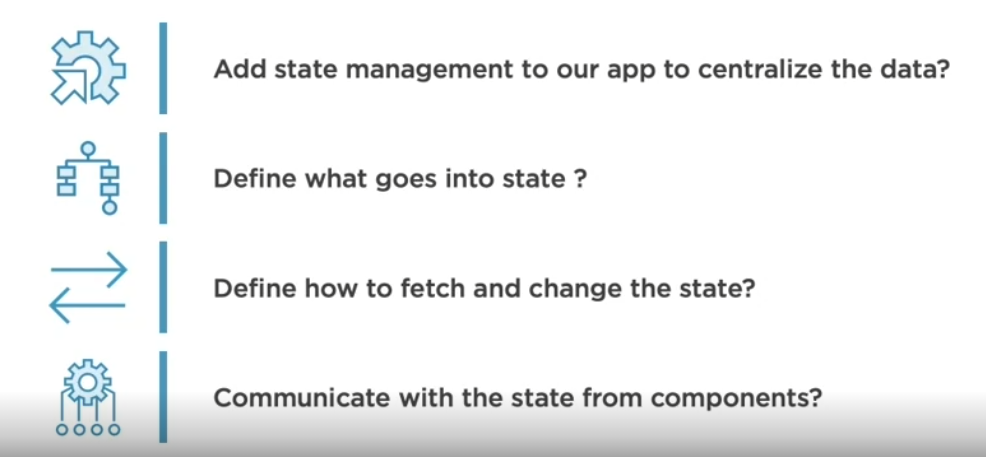 Add state management to our app to centralize the data?
Define what goes into state ?
Define how to fetch and change the state?
Communicate with the state from components?